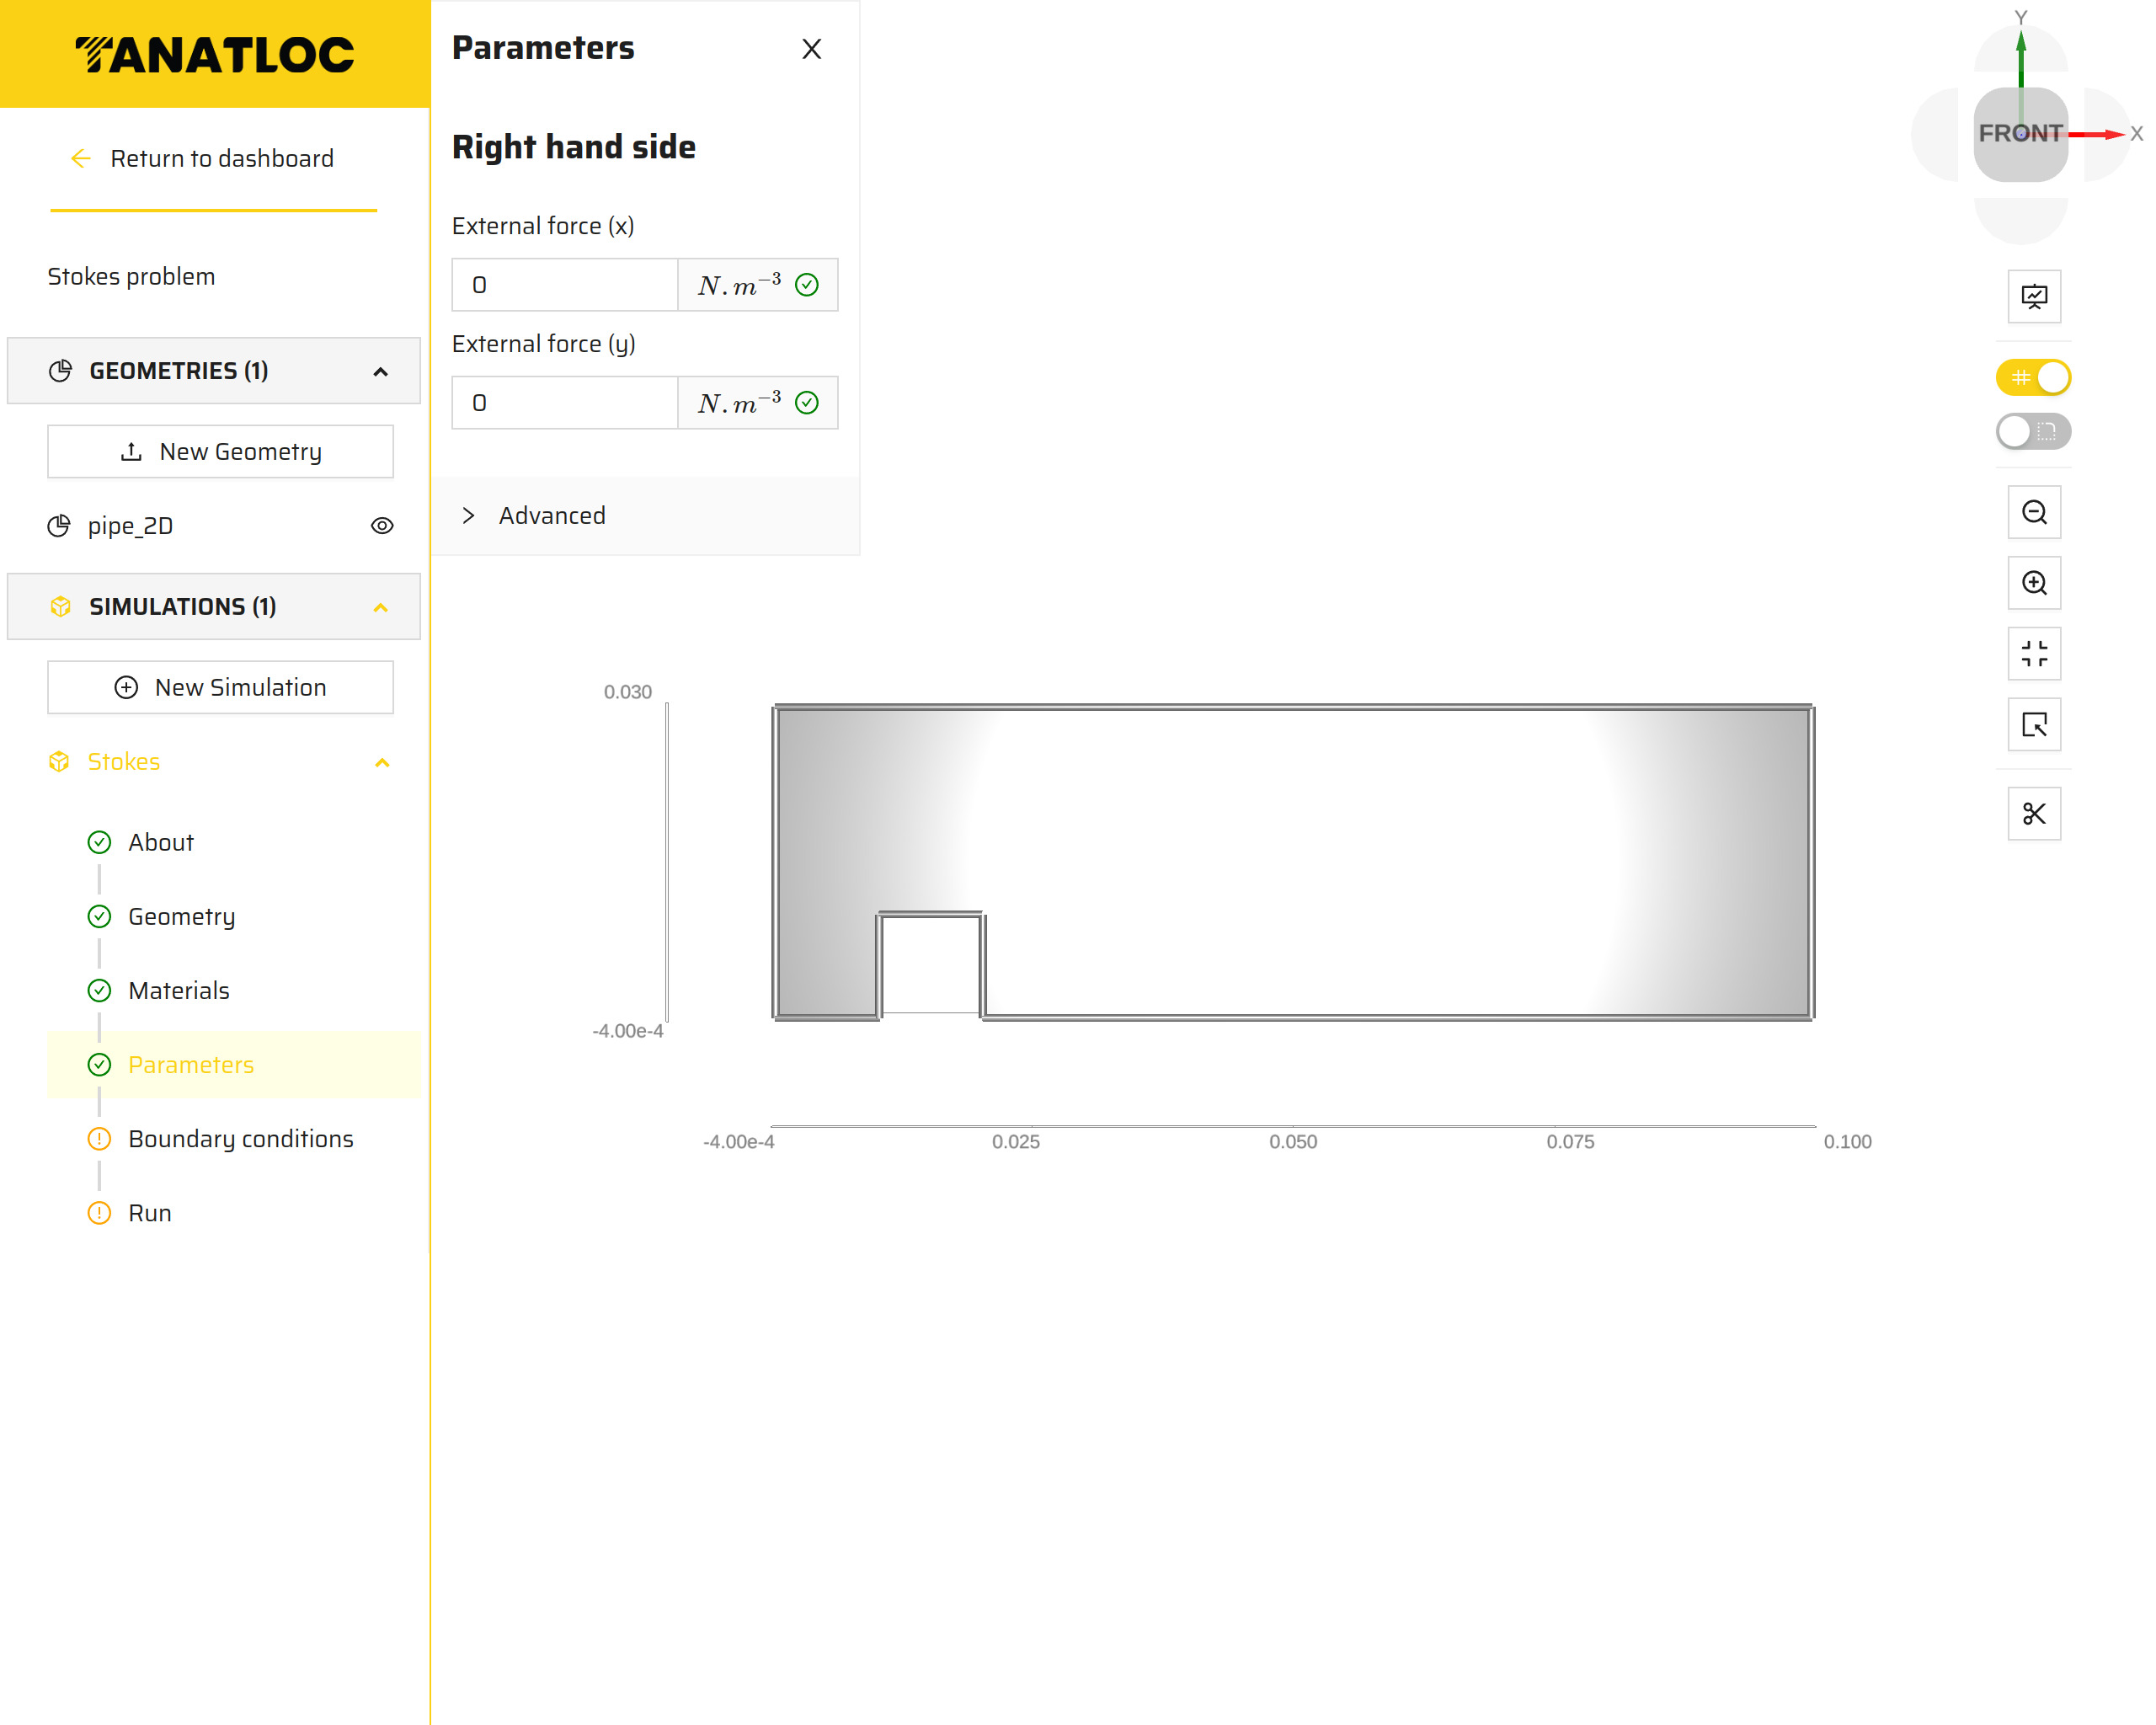 TANATLOC
Return to dashboard
Stokes problem
GEOMETRIES (1)
New Geometry
pipe_2D
SIMULATIONS (1)
New Simulation
Stokes
About
Geometry
Materials
Parameters
Boundary conditions
Run
Parameters
Right hand side
External force (x)
0 N.m⁻³
External force (y)
0 N.m⁻³
Advanced
Y
FRONT X
0.030
-4.00e-4
-4.00e-4 0.025 0.050 0.075 0.100